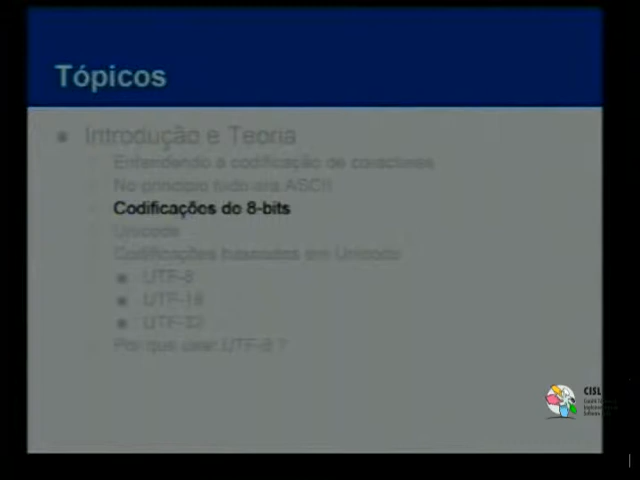 Tópicos
Introdução e Teoria
Entendendo a codificação de caracteres
No princípio tudo era ASCII
Codificações de 8-bits
Unicode
Codificações baseadas em Unicode
UTF-8
UTF-16
UTF-32
Por que usar UTF-8 ?
CISL